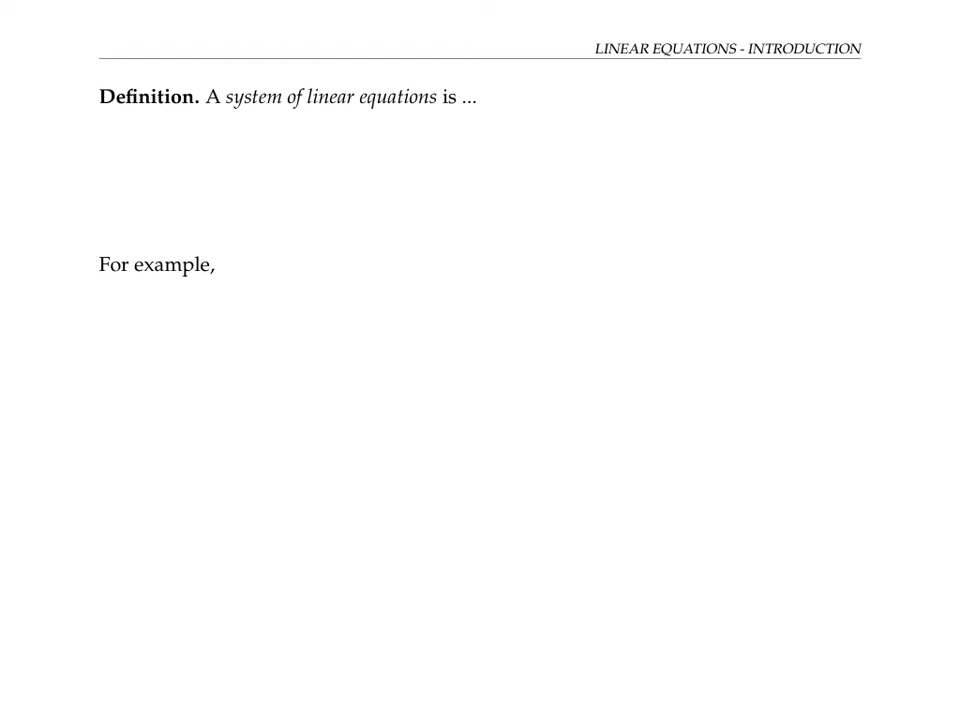 LINEAR EQUATIONS - INTRODUCTION
Definition. A system of linear equations is ...
For example,